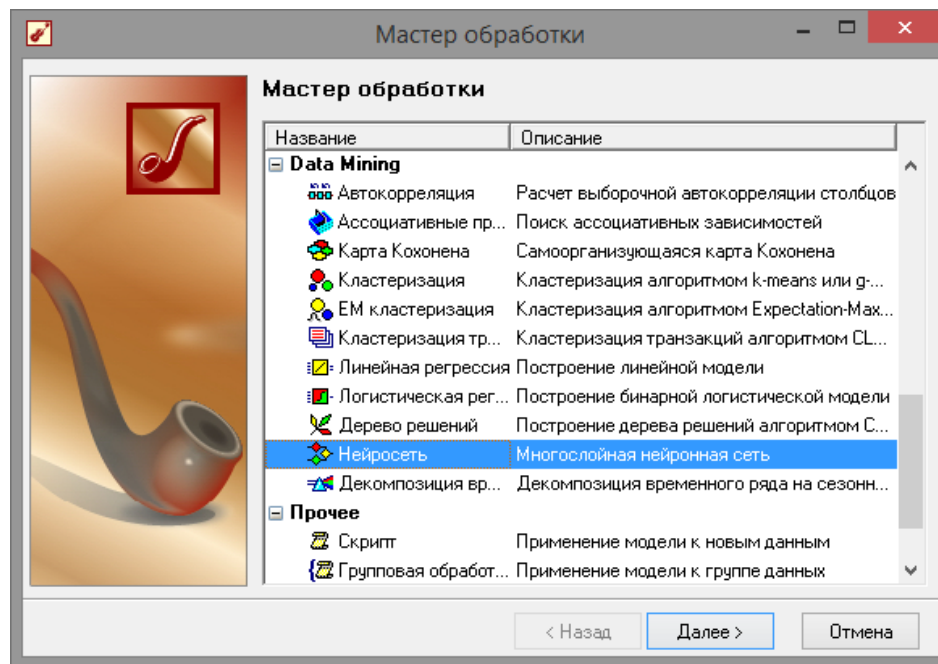 Мастер обработки
Мастер обработки
Название Описание
Data Mining
Автокорреляция Расчет выборочной автокорреляции столбцов
Ассоциативные пр... Поиск ассоциативных зависимостей
Карта Кохонена Самоорганизующаяся карта Кохонена
Кластеризация Кластеризация алгоритмом k-means или g-...
EM кластеризация Кластеризация алгоритмом Expectation-Max...
Кластеризация тр... Кластеризация транзакций алгоритмом CL...
Линейная регрессия Построение линейной модели
Логистическая рег... Построение бинарной логистической модели
Дерево решений Построение дерева решений алгоритмом C...
Нейросеть Многослойная нейронная сеть
Декомпозиция вр... Декомпозиция временного ряда на сезонн...
Прочее
Скрипт Применение модели к новым данным
Групповая обработ... Применение модели к группе данных
< Назад Далее > Отмена